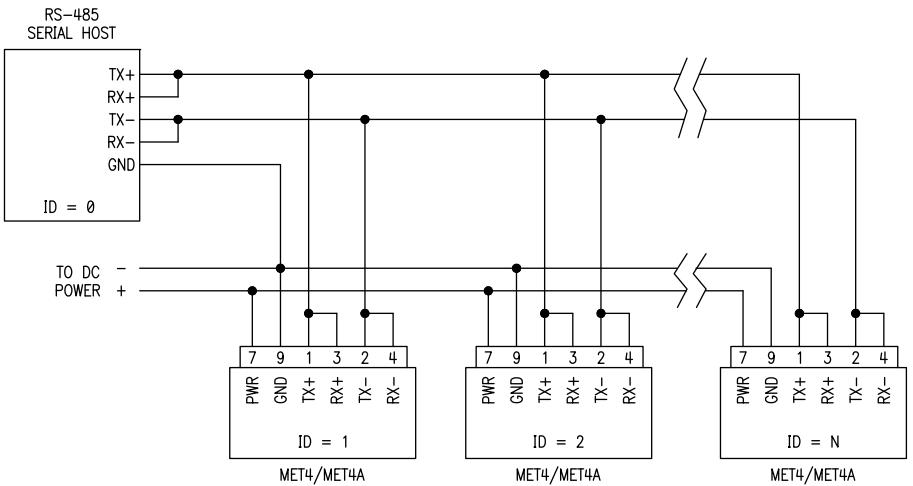 RS-485
SERIAL HOST
TX+
RX+
TX-
RX-
GND
ID = 0
TO DC -
POWER +
7 9 1 3 2 4
PWR GND TX+ RX+ TX- RX-
ID = 1
MET4/MET4A
7 9 1 3 2 4
PWR GND TX+ RX+ TX- RX-
ID = 2
MET4/MET4A
7 9 1 3 2 4
PWR GND TX+ RX+ TX- RX-
ID = N
MET4/MET4A